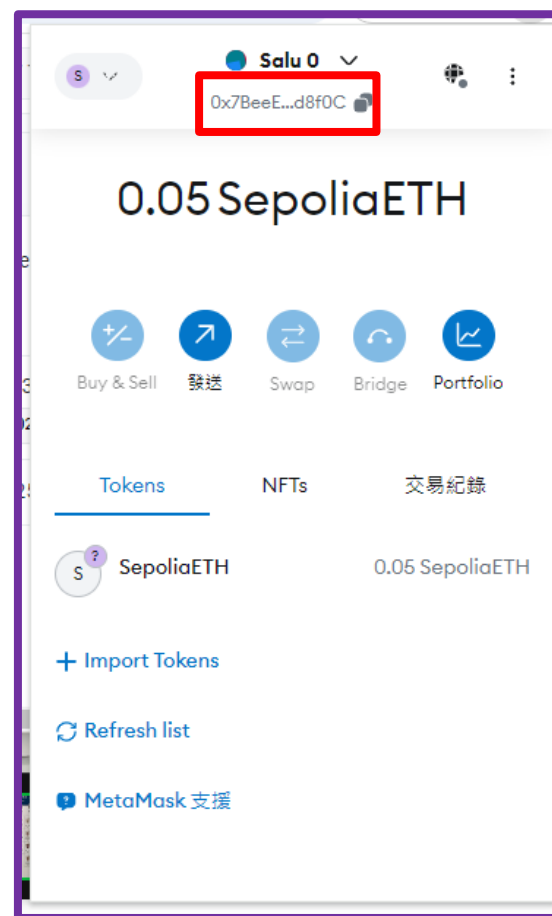 S
Salu 0
0x7BeeE...d8f0C
0.05 SepoliaETH
Buy & Sell
發送
Swap
Bridge
Portfolio
Tokens
NFTs
交易紀錄
S
?
SepoliaETH
0.05 SepoliaETH
Import Tokens
Refresh list
MetaMask 支援